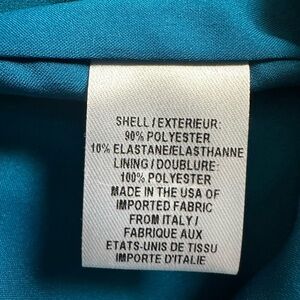 SHELL / EXTERIEUR:
90% POLYESTER
10% ELASTANE/ELASTHANNE
LINING / DOUBLURE:
100% POLYESTER
MADE IN THE USA OF
IMPORTED FABRIC
FROM ITALY /
FABRIQUE AUX
ETATS-UNIS DE TISSU
IMPORTE D'ITALIE